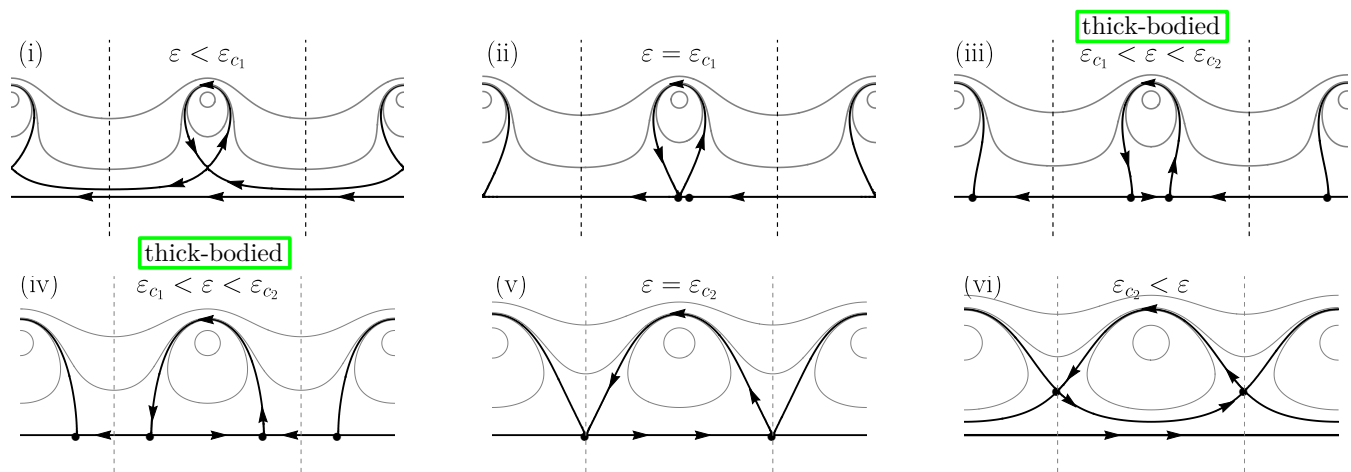 thick-bodied
(i) ε < ε_{c_1}
(ii) ε = ε_{c_1}
(iii) ε_{c_1} < ε < ε_{c_2}
thick-bodied
(iv) ε_{c_1} < ε < ε_{c_2}
(v) ε = ε_{c_2}
(vi) ε_{c_2} < ε